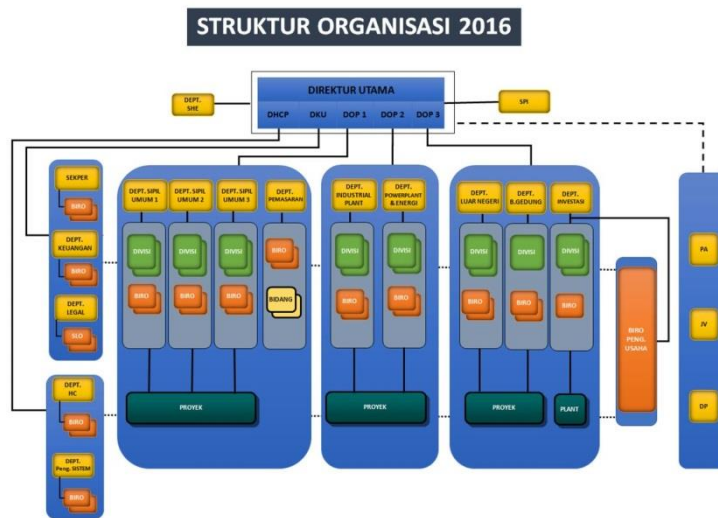 STRUKTUR ORGANISASI 2016
DIREKTUR UTAMA
DHCP DKU DOP 1 DOP 2 DOP 3
DEPT.
SHE
SPI
SEKPER
BIRO
DEPT.
KEUANGAN
BIRO
DEPT.
LEGAL
SLO
DEPT.
HC
BIRO
DEPT.
Peng. SISTEM
BIRO
DEPT. SIPIL
UMUM 1
DIVISI
BIRO
DEPT. SIPIL
UMUM 2
DIVISI
BIRO
DEPT. SIPIL
UMUM 3
DIVISI
BIRO
DEPT.
PEMASARAN
BIRO
BIDANG
PROYEK
DEPT.
INDUSTRIAL
PLANT
DIVISI
BIRO
DEPT.
POWERPLANT
& ENERGI
DIVISI
BIRO
PROYEK
DEPT.
LUAR NEGERI
DIVISI
BIRO
DEPT.
B.GEDUNG
DIVISI
BIRO
DEPT.
INVESTASI
DIVISI
BIRO
PROYEK
PLANT
BIRO
PENG.
USAHA
PA
JV
DP